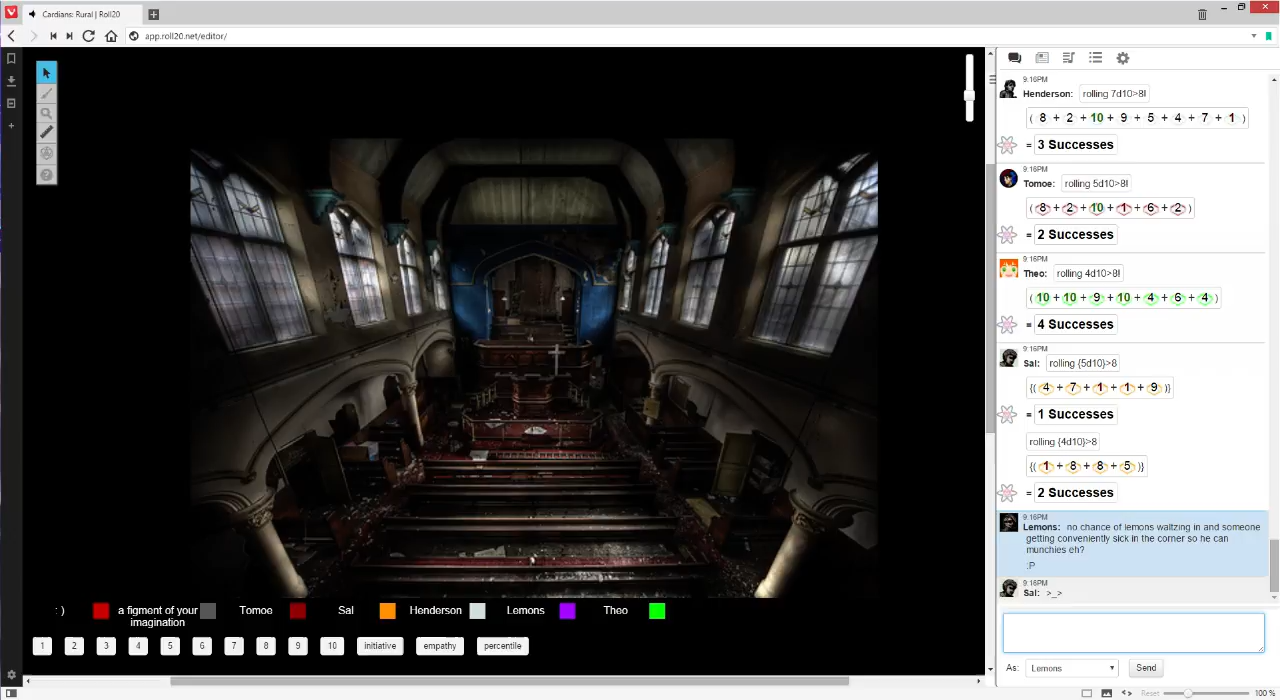 Cardians: Rural | Roll20
app.roll20.net/editor/
9:16PM
Henderson: rolling 7d10>8!
( 8 + 2 + 10 + 9 + 5 + 4 + 7 + 1 )
= 3 Successes
9:16PM
Tomoe: rolling 5d10>8!
( 8 + 2 + 10 + 1 + 6 + 2 )
= 2 Successes
9:16PM
Theo: rolling 4d10>8!
( 10 + 10 + 9 + 10 + 4 + 6 + 4 )
= 4 Successes
9:16PM
Sal: rolling {5d10}>8
{( 4 + 7 + 1 + 1 + 9 )}
= 1 Successes
rolling {4d10}>8
{( 1 + 8 + 8 + 5 )}
= 2 Successes
9:16PM
Lemons: no chance of lemons waltzing in and someone
getting conveniently sick in the corner so he can
munchies eh?
:P
9:16PM
Sal: >_>
: )
a figment of your
imagination
Tomoe
Sal
Henderson
Lemons
Theo
1 2 3 4 5 6 7 8 9 10 initiative empathy percentile
As: Lemons Send
Reset 100 %